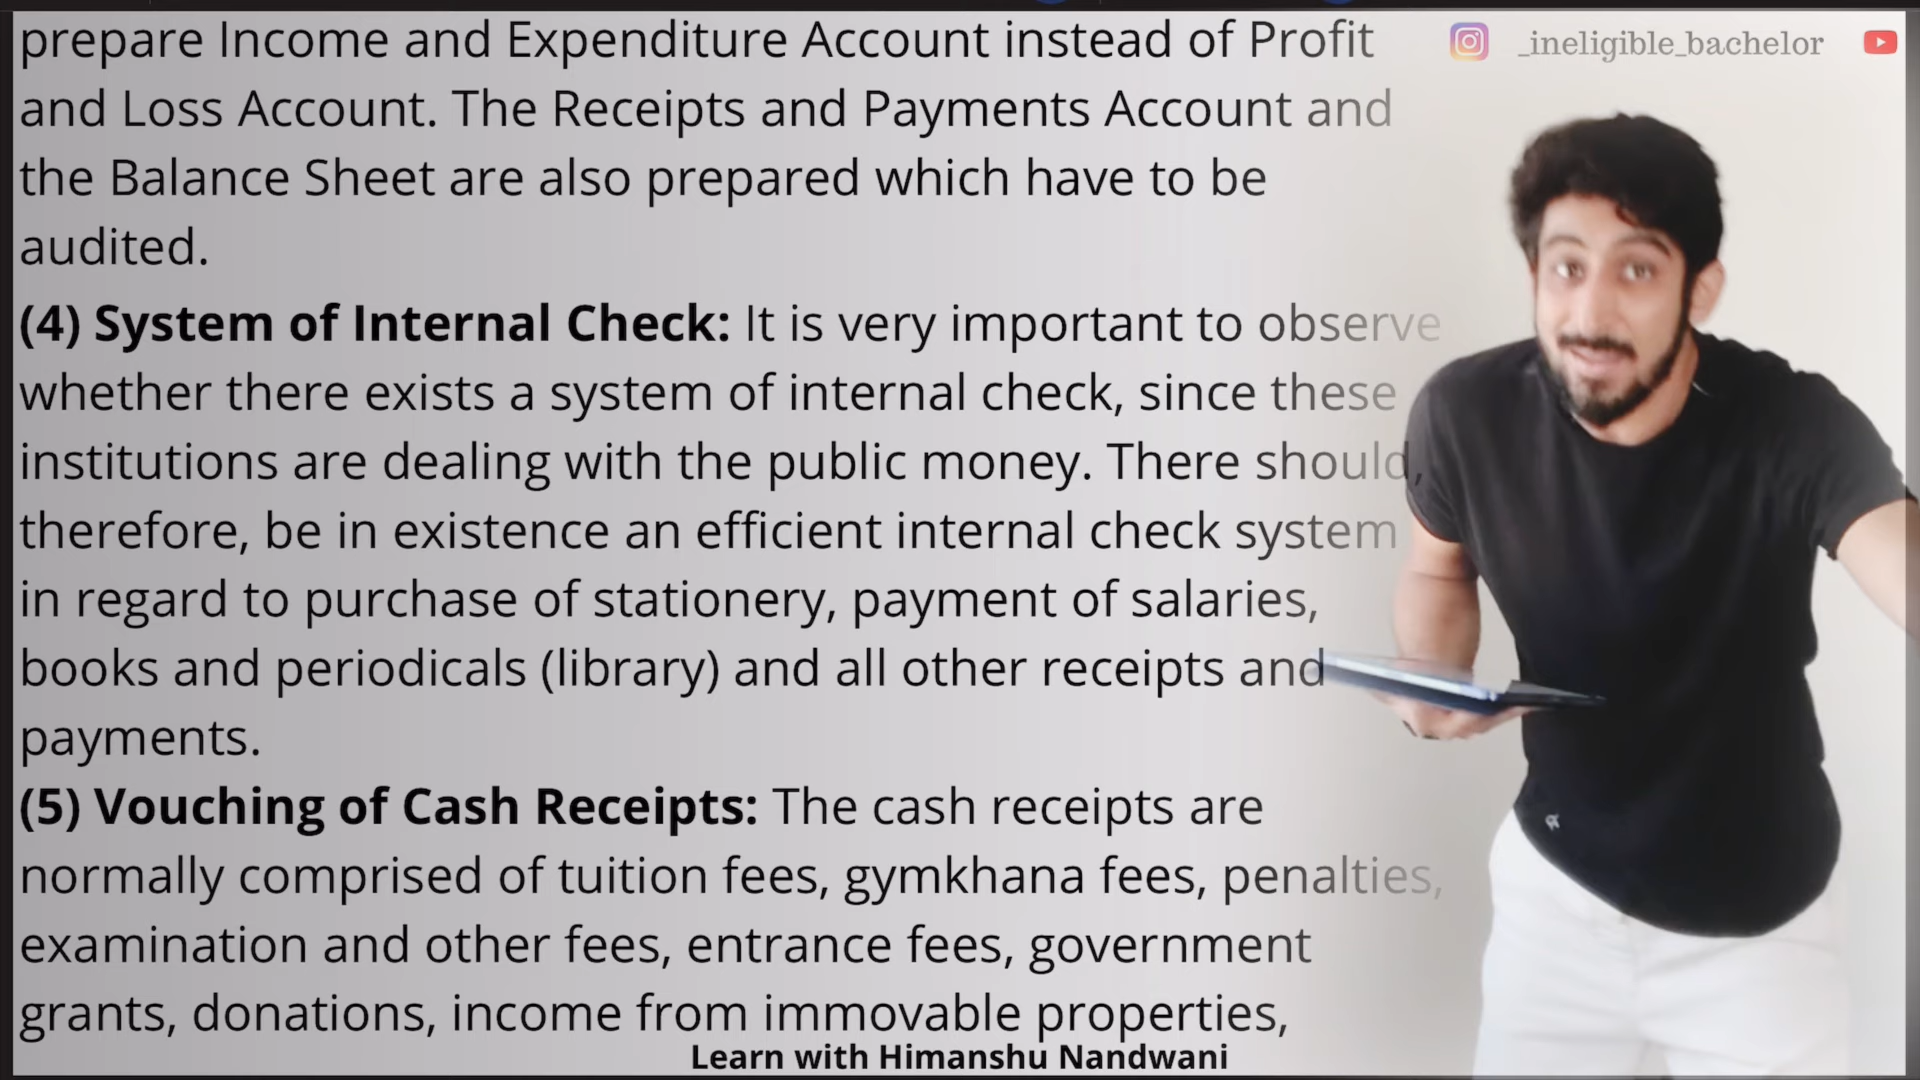 prepare Income and Expenditure Account instead of Profit
and Loss Account. The Receipts and Payments Account and
the Balance Sheet are also prepared which have to be
audited.
(4) System of Internal Check: It is very important to observe
whether there exists a system of internal check, since these
institutions are dealing with the public money. There should,
therefore, be in existence an efficient internal check system
in regard to purchase of stationery, payment of salaries,
books and periodicals (library) and all other receipts and
payments.
(5) Vouching of Cash Receipts: The cash receipts are
normally comprised of tuition fees, gymkhana fees, penalties,
examination and other fees, entrance fees, government
grants, donations, income from immovable properties,
_ineligible_bachelor
Learn with Himanshu Nandwani